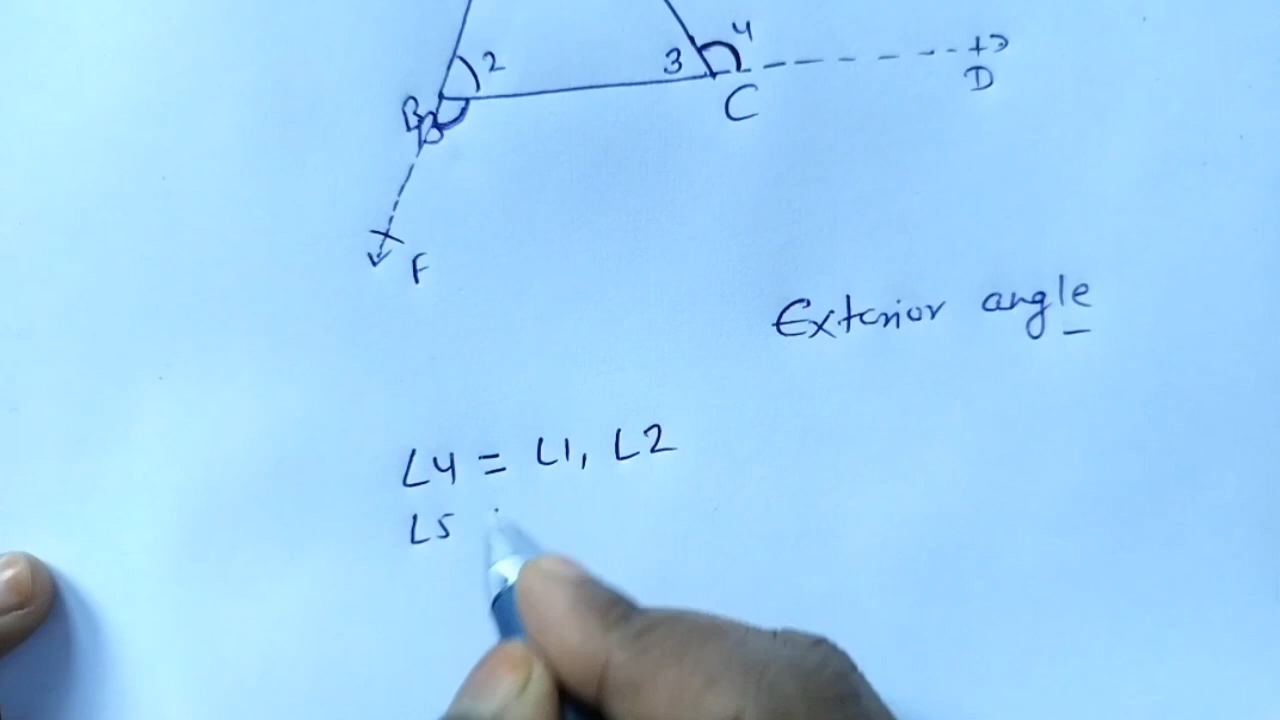 2
3
4
B
C
D
F
Exterior angle
∠4 = ∠1, ∠2
∠5